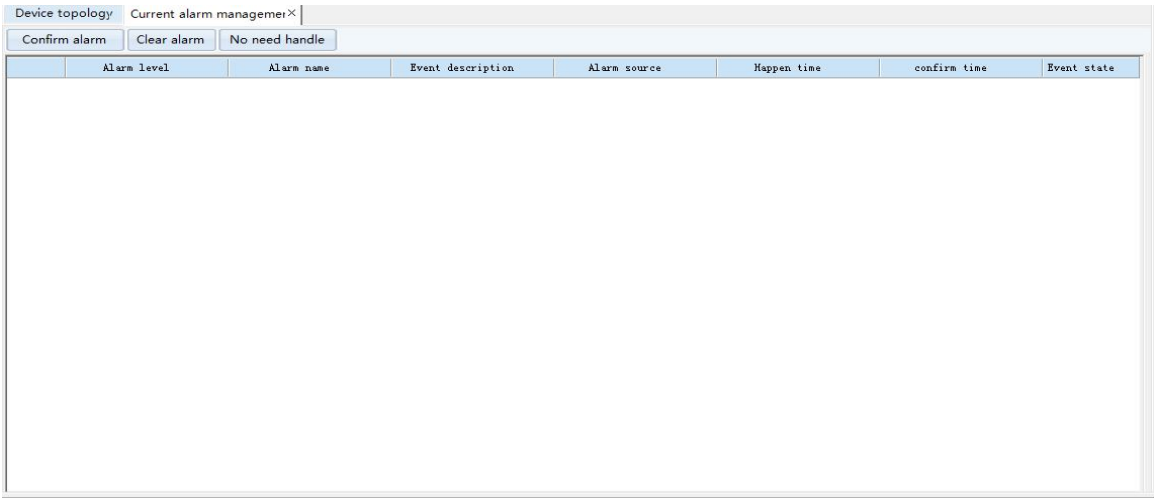 Device topology Current alarm managemer×
Confirm alarm Clear alarm No need handle
Alarm level Alarm name Event description Alarm source Happen time confirm time Event state